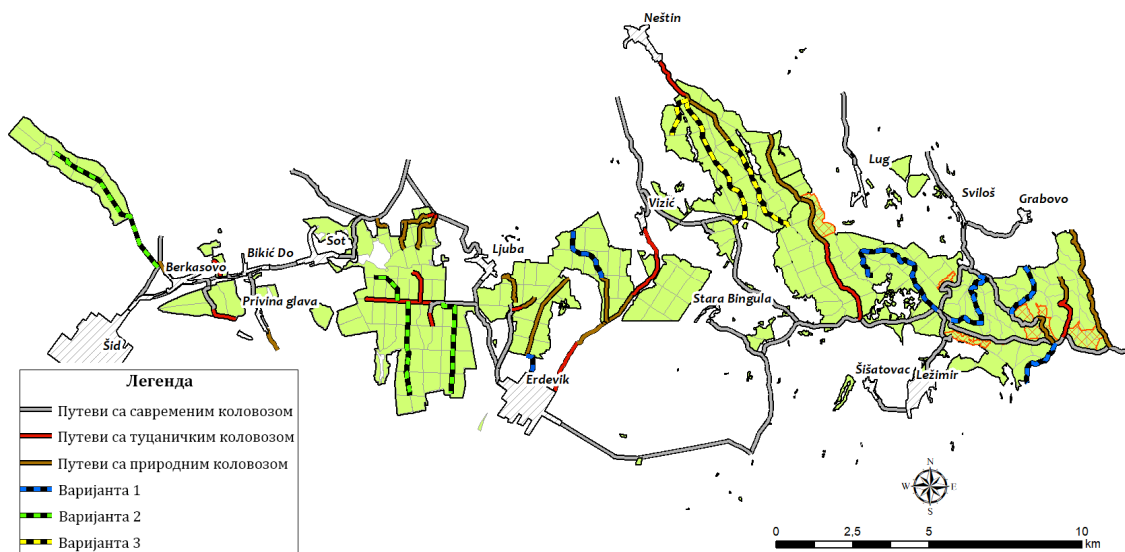 Neštin
Lug
Sviloš
Grabovo
Vizić
Bikić Do
Sot
Ljuba
Berkasovo
Privina glava
Stara Bingula
Šid
Erdevik
Šišatovac
Ležimir
Легенда
Путеви са савременим коловозом
Путеви са туцаничким коловозом
Путеви са природним коловозом
Варијанта 1
Варијанта 2
Варијанта 3
N
W E
S
0 2,5 5 10
km